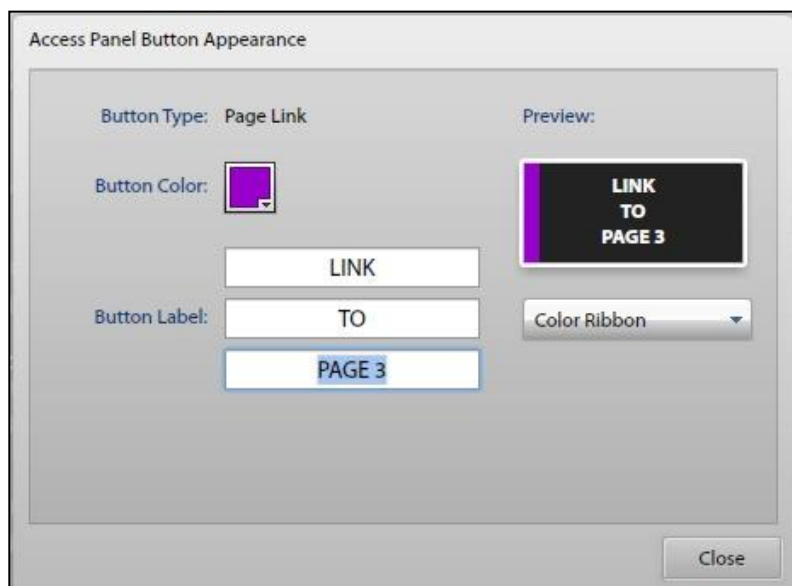 Access Panel Button Appearance
Button Type: Page Link
Preview:
Button Color:
LINK
TO
PAGE 3
LINK
Button Label: TO
PAGE 3
Color Ribbon
Close